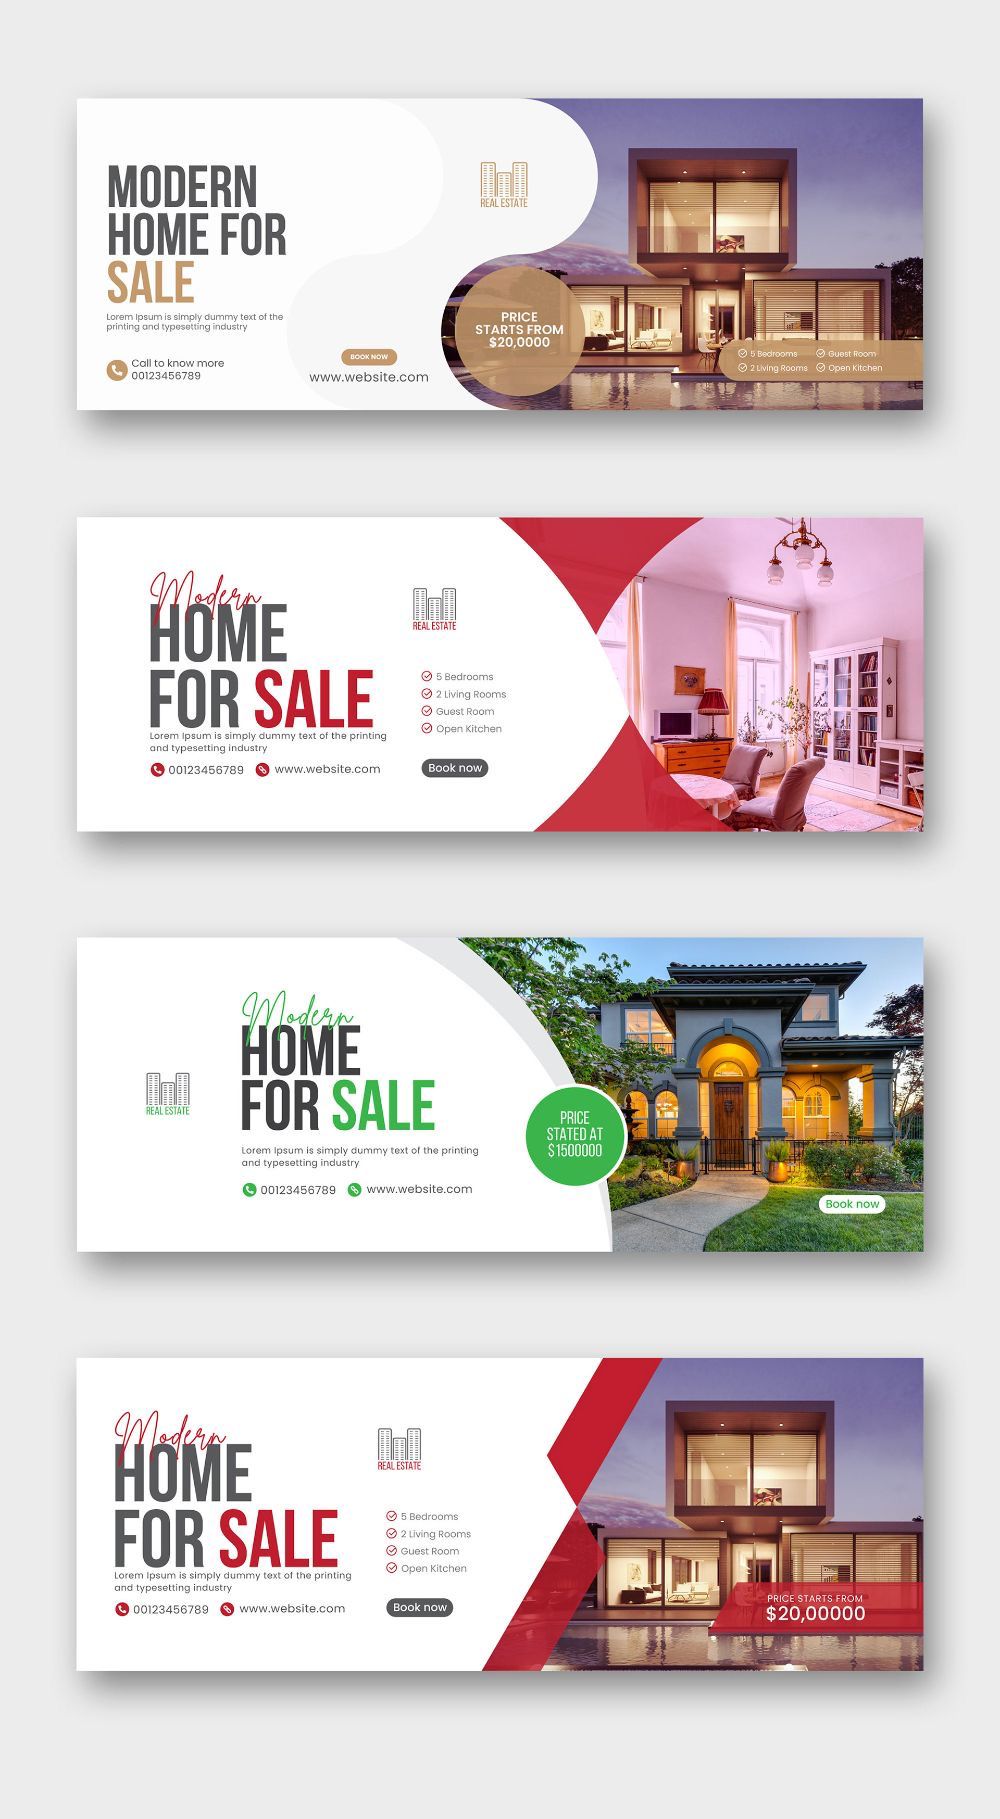 MODERN
HOME FOR
SALE
Lorem Ipsum is simply dummy text of the
printing and typesetting industry
Call to know more
00123456789
BOOK NOW
www.website.com
REAL ESTATE
PRICE
STARTS FROM
$20,0000
5 Bedrooms
Guest Room
2 Living Rooms
Open Kitchen
Modern
HOME
FOR SALE
Lorem Ipsum is simply dummy text of the printing
and typesetting industry
00123456789
www.website.com
REAL ESTATE
5 Bedrooms
2 Living Rooms
Guest Room
Open Kitchen
Book now
REAL ESTATE
Modern
HOME
FOR SALE
Lorem Ipsum is simply dummy text of the printing
and typesetting industry
00123456789
www.website.com
PRICE
STATED AT
$1500000
Book now
Modern
HOME
FOR SALE
Lorem Ipsum is simply dummy text of the printing
and typesetting industry
00123456789
www.website.com
REAL ESTATE
5 Bedrooms
2 Living Rooms
Guest Room
Open Kitchen
Book now
PRICE STARTS FROM
$20,00000